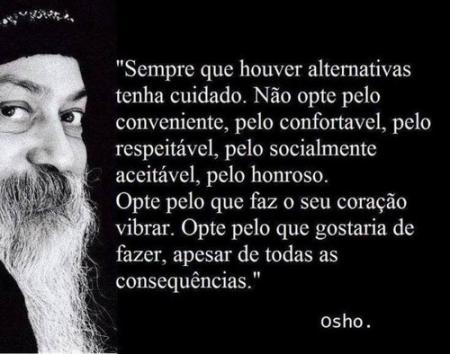 "Sempre que houver alternativas
tenha cuidado. Não opte pelo
conveniente, pelo confortavel, pelo
respeitável, pelo socialmente
aceitável, pelo honroso.
Opte pelo que faz o seu coração
vibrar. Opte pelo que gostaria de
fazer, apesar de todas as
consequências."
Osho.